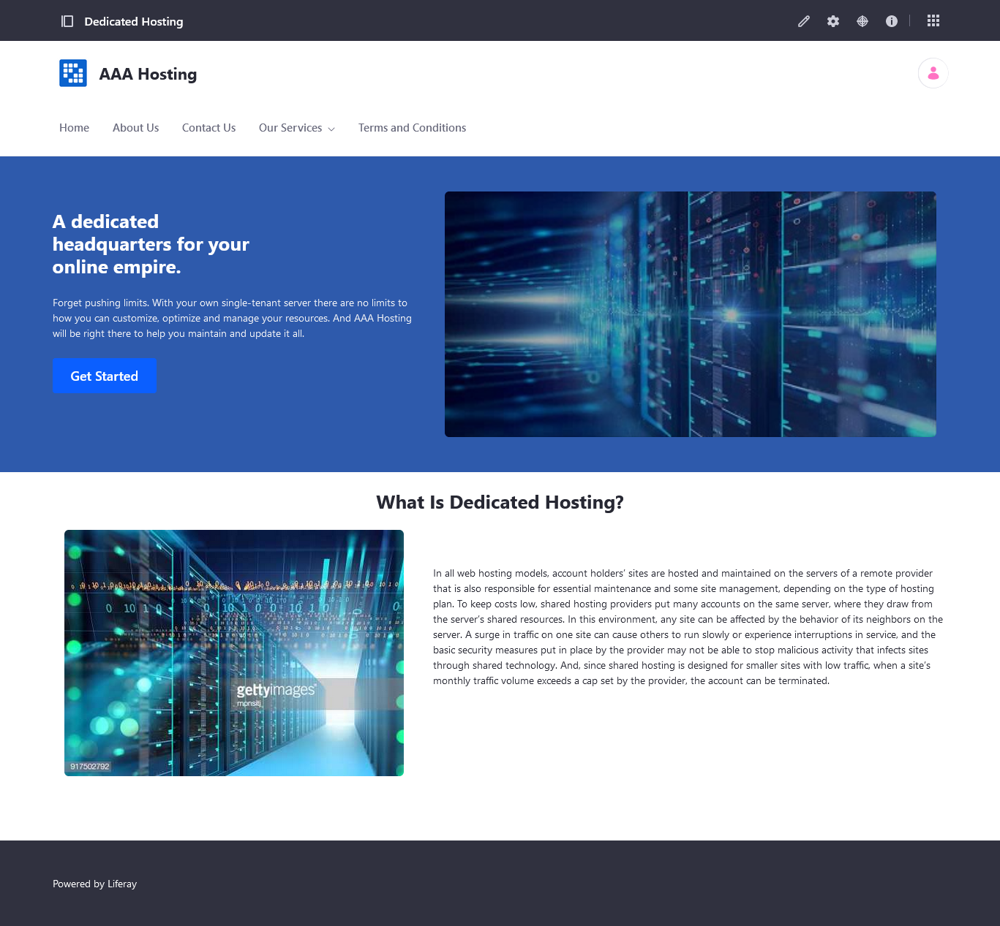 Dedicated Hosting
AAA Hosting
Home About Us Contact Us Our Services Terms and Conditions
A dedicated
headquarters for your
online empire.
Forget pushing limits. With your own single-tenant server there are no limits to
how you can customize, optimize and manage your resources. And AAA Hosting
will be right there to help you maintain and update it all.
Get Started
What Is Dedicated Hosting?
In all web hosting models, account holders’ sites are hosted and maintained on the servers of a remote provider
that is also responsible for essential maintenance and some site management, depending on the type of hosting
plan. To keep costs low, shared hosting providers put many accounts on the same server, where they draw from
the server’s shared resources. In this environment, any site can be affected by the behavior of its neighbors on the
server. A surge in traffic on one site can cause others to run slowly or experience interruptions in service, and the
basic security measures put in place by the provider may not be able to stop malicious activity that infects sites
through shared technology. And, since shared hosting is designed for smaller sites with low traffic, when a site’s
monthly traffic volume exceeds a cap set by the provider, the account can be terminated.
gettyimages
monsitj
917502792
Powered by Liferay